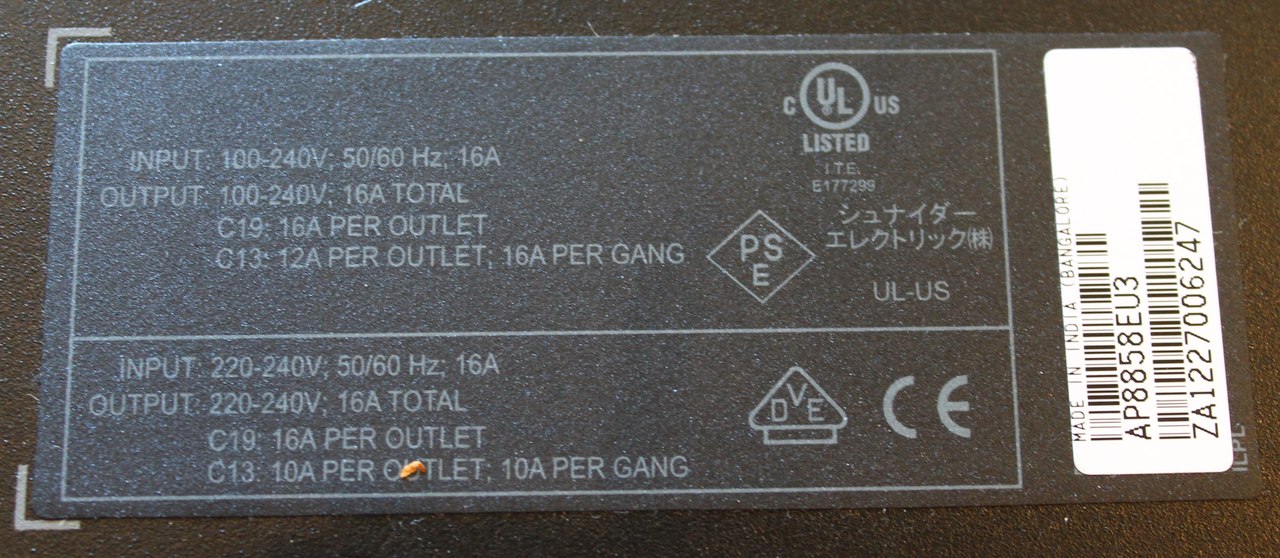 INPUT: 100-240V; 50/60 Hz; 16A
OUTPUT: 100-240V; 16A TOTAL
C19: 16A PER OUTLET
C13: 12A PER OUTLET; 16A PER GANG
C UL US
LISTED
I.T.E.
E177299
PS
E
シュナイダー
エレクトリック(株)
UL-US
INPUT: 220-240V; 50/60 Hz; 16A
OUTPUT: 220-240V; 16A TOTAL
C19: 16A PER OUTLET
C13: 10A PER OUTLET; 10A PER GANG
DVE
CE
MADE IN INDIA (BANGALORE)
AP8858EU3
ZA1227006247